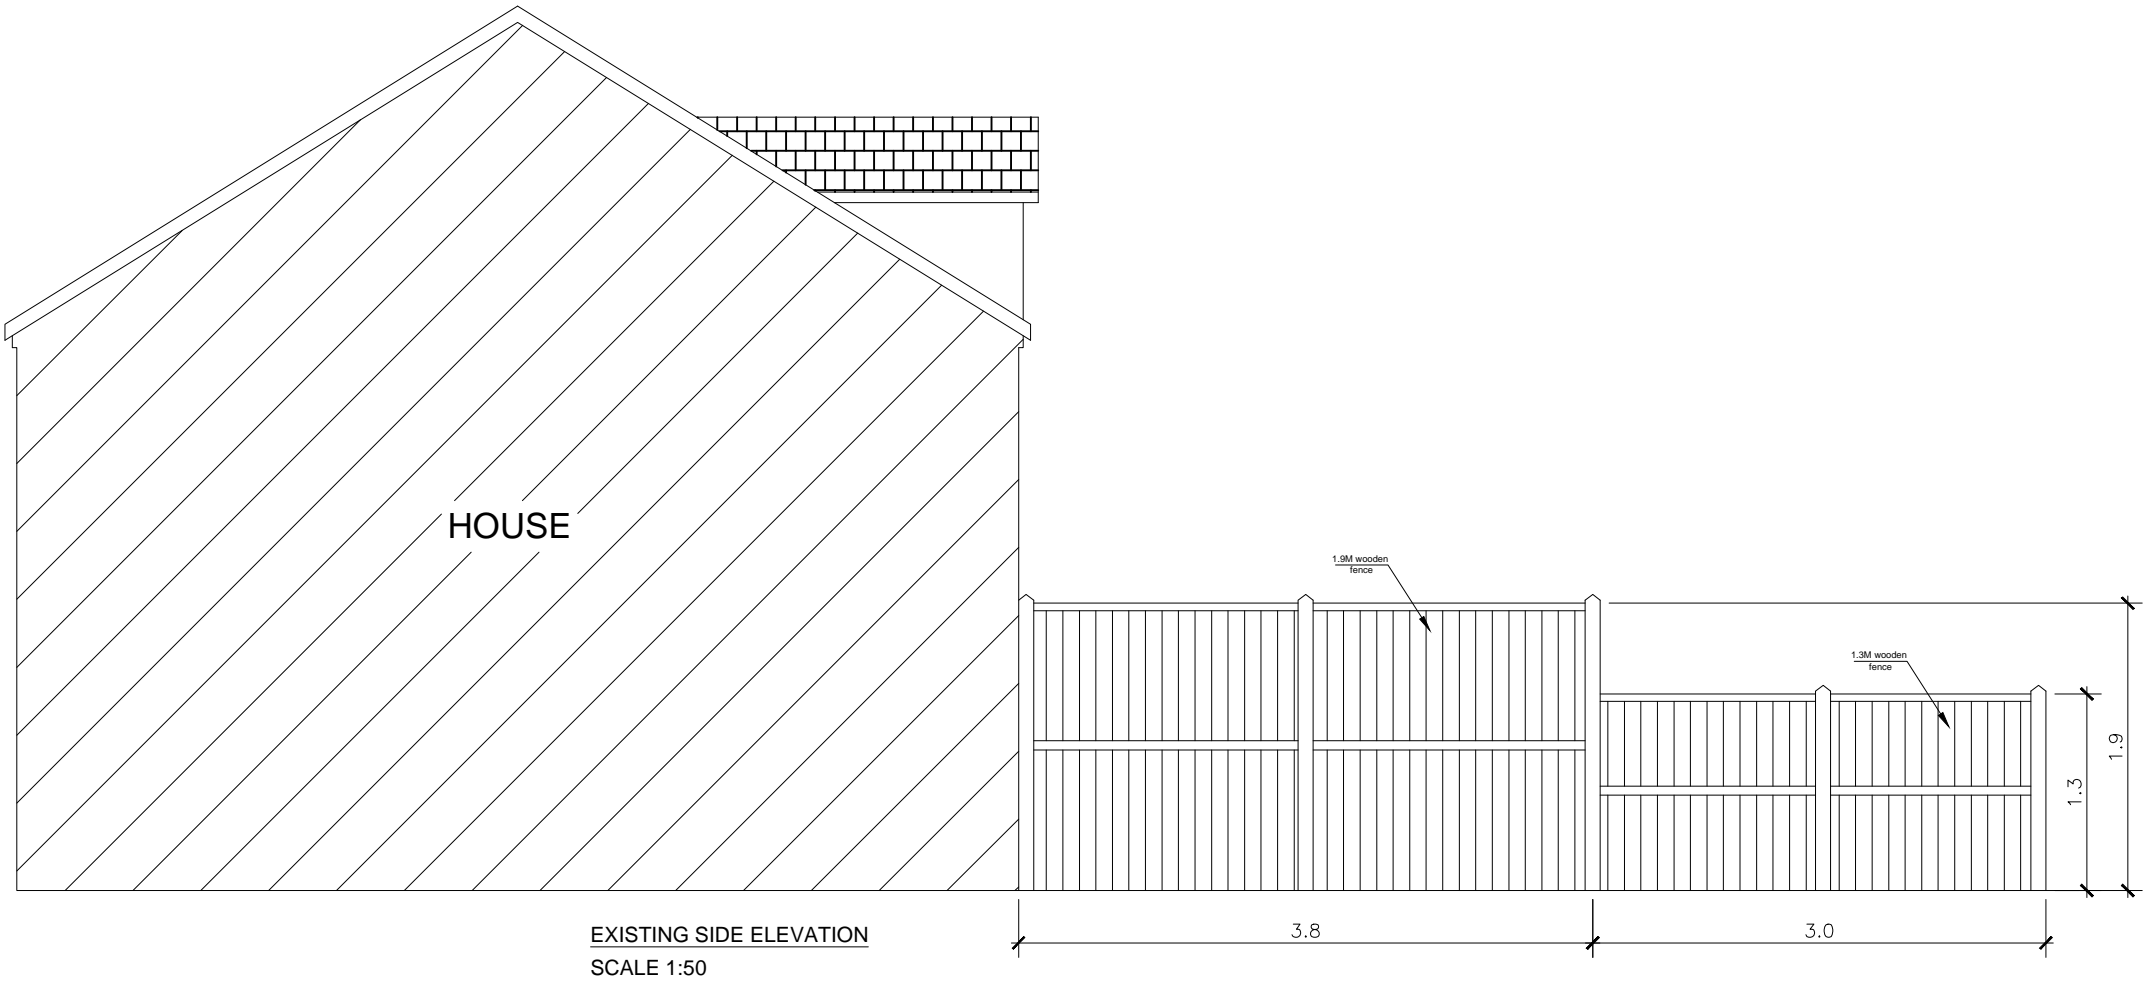 HOUSE
1.9M wooden
fence
1.3M wooden
fence
1.9
1.3
3.8
3.0
EXISTING SIDE ELEVATION
SCALE 1:50